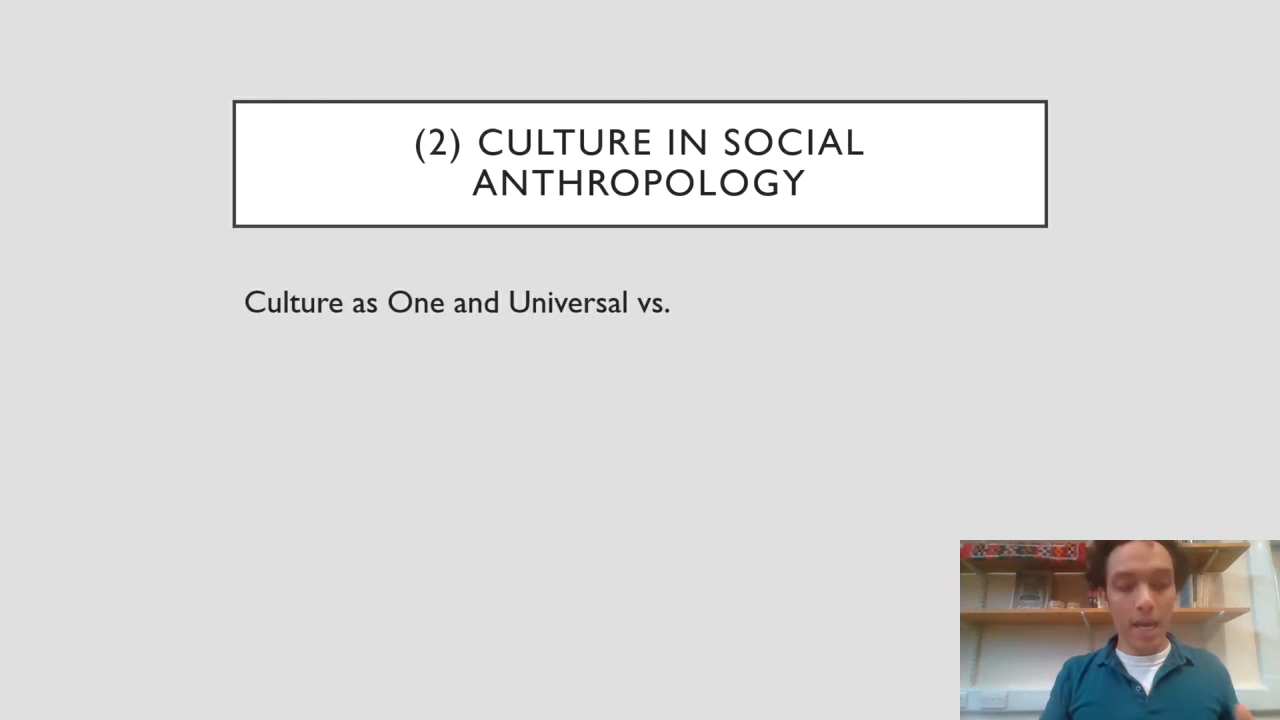 (2) CULTURE IN SOCIAL
ANTHROPOLOGY
Culture as One and Universal vs.